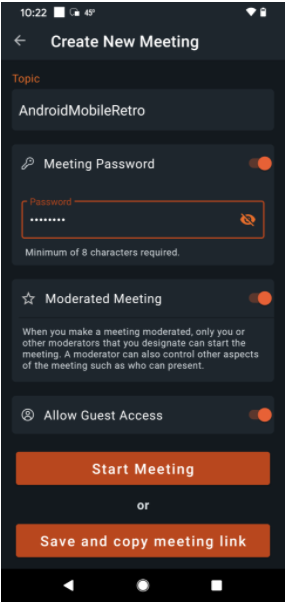 10:22 45°
Create New Meeting
Topic
AndroidMobileRetro
Meeting Password
Password
••••••••
Minimum of 8 characters required.
Moderated Meeting
When you make a meeting moderated, only you or
other moderators that you designate can start the
meeting. A moderator can also control other aspects
of the meeting such as who can present.
Allow Guest Access
Start Meeting
or
Save and copy meeting link